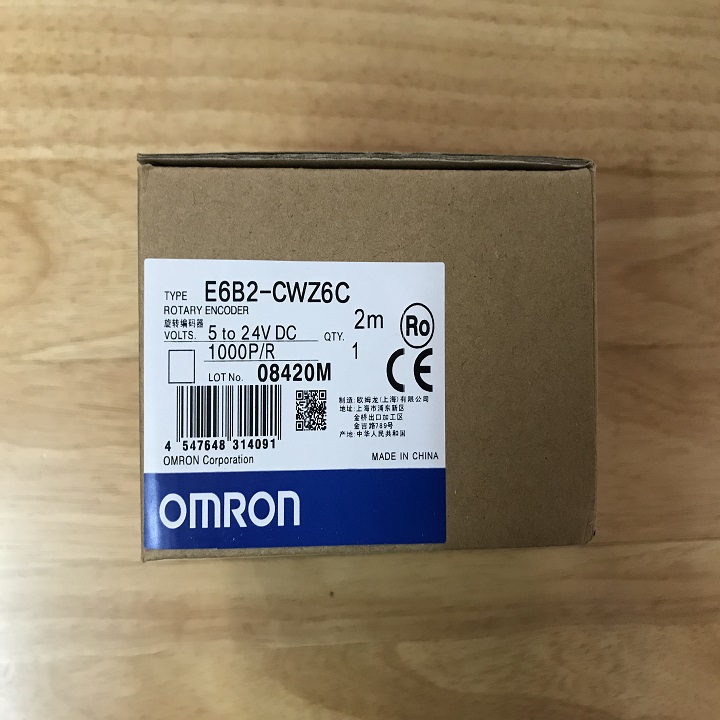 TYPE E6B2-CWZ6C
ROTARY ENCODER 2m
旋转编码器
VOLTS. 5 to 24V DC QTY.
1000P/R 1
Ro
CE
LOT No. 08420M
制造: 欧姆龙(上海)有限公司
地址: 上海市浦东新区
金桥出口加工区
金吉路789号
产地: 中华人民共和国
4 547648 314091
OMRON Corporation
MADE IN CHINA
OMRON